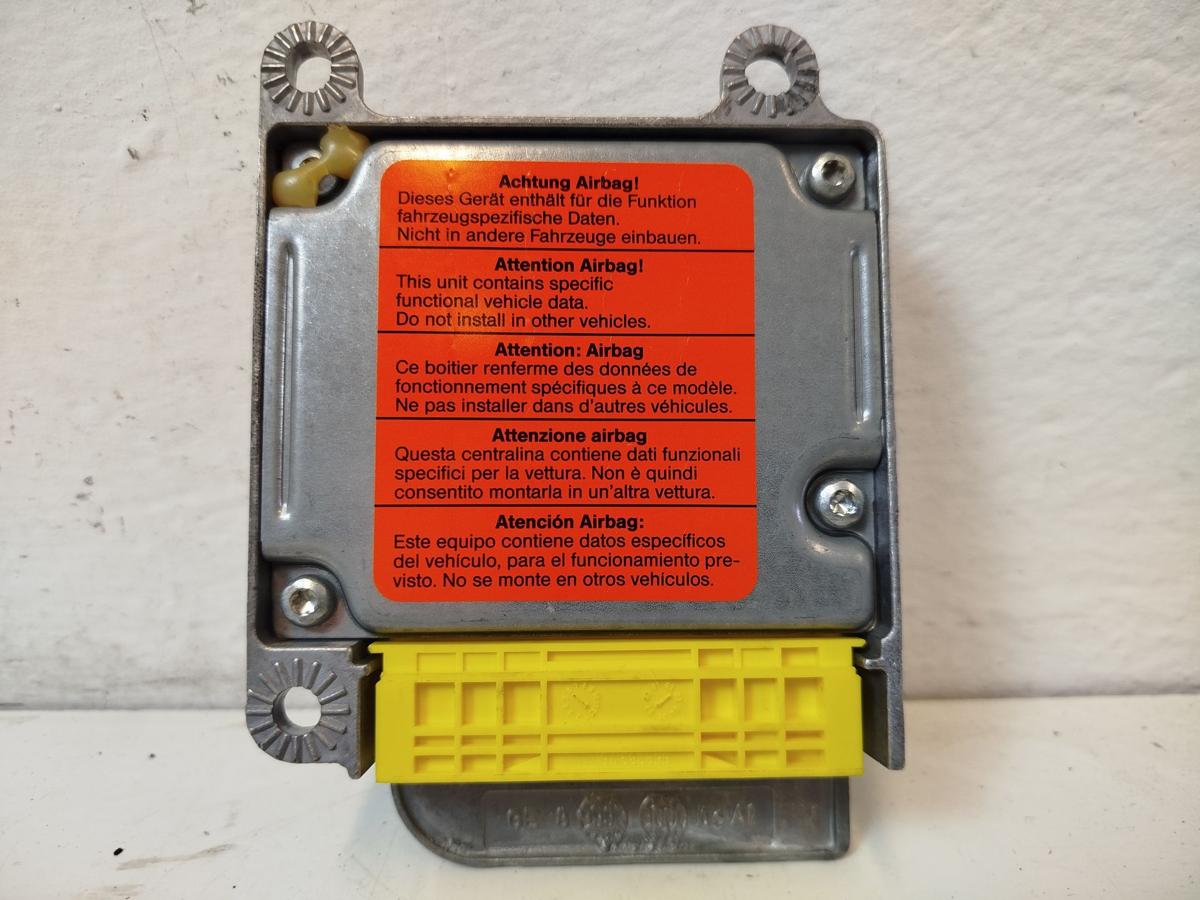 Achtung Airbag!
Dieses Gerät enthält für die Funktion
fahrzeugspezifische Daten.
Nicht in andere Fahrzeuge einbauen.
Attention Airbag!
This unit contains specific
functional vehicle data.
Do not install in other vehicles.
Attention: Airbag
Ce boitier renferme des données de
fonctionnement spécifiques à ce modèle.
Ne pas installer dans d'autres véhicules.
Attenzione airbag
Questa centralina contiene dati funzionali
specifici per la vettura. Non è quindi
consentito montarla in un'altra vettura.
Atención Airbag:
Este equipo contiene datos específicos
del vehículo, para el funcionamiento pre-
visto. No se monte en otros vehículos.